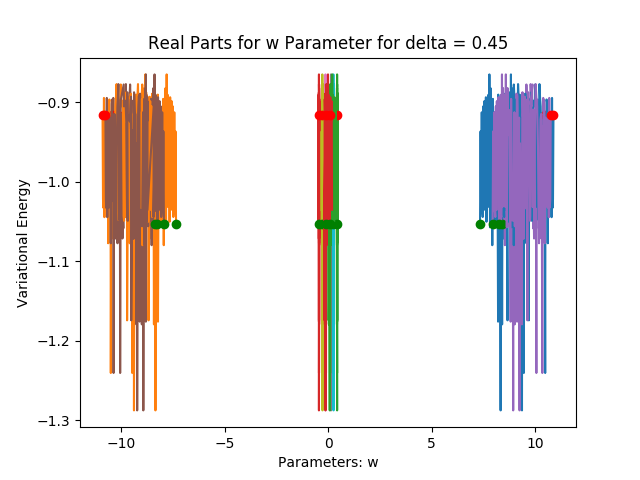 Real Parts for w Parameter for delta = 0.45
Variational Energy
−0.9
−1.0
−1.1
−1.2
−1.3
−10 −5 0 5 10
Parameters: w